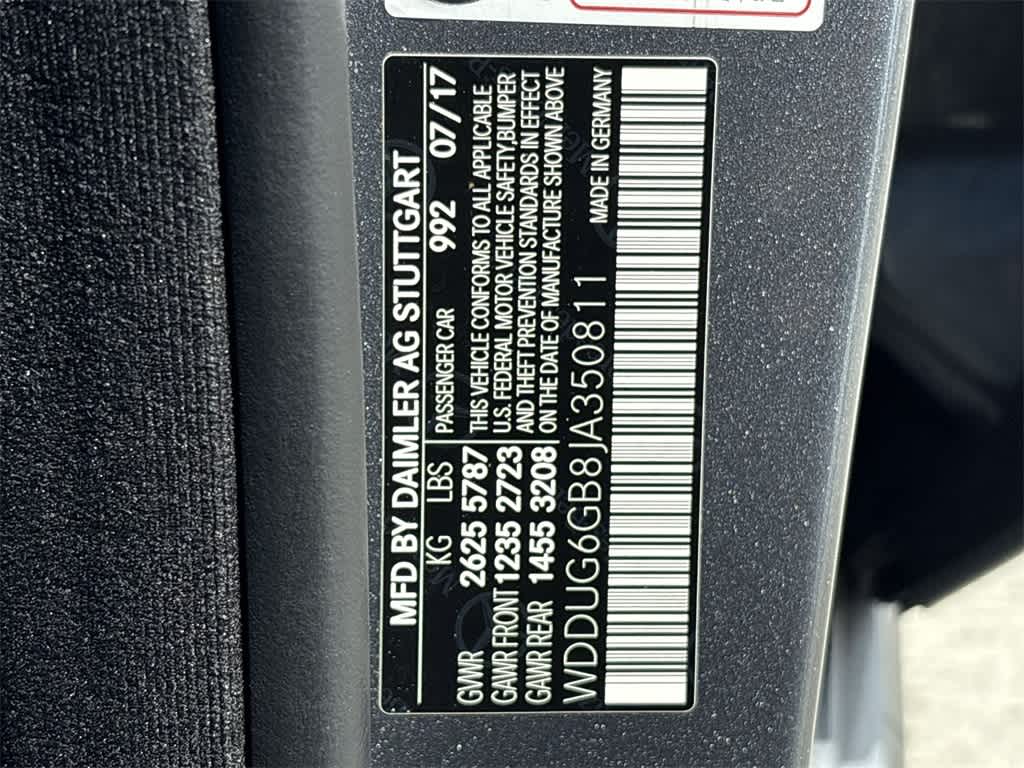 MFD BY DAIMLER AG STUTTGART
KG LBS
GWWR 2625 5787
GAWR FRONT 1235 2723
GAWR REAR 1455 3208
PASSENGER CAR 992 07/17
THIS VEHICLE CONFORMS TO ALL APPLICABLE
U.S. FEDERAL MOTOR VEHICLE SAFETY,BUMPER
AND THEFT PREVENTION STANDARDS IN EFFECT
ON THE DATE OF MANUFACTURE SHOWN ABOVE
WDDUG6GB8JA350811
MADE IN GERMANY